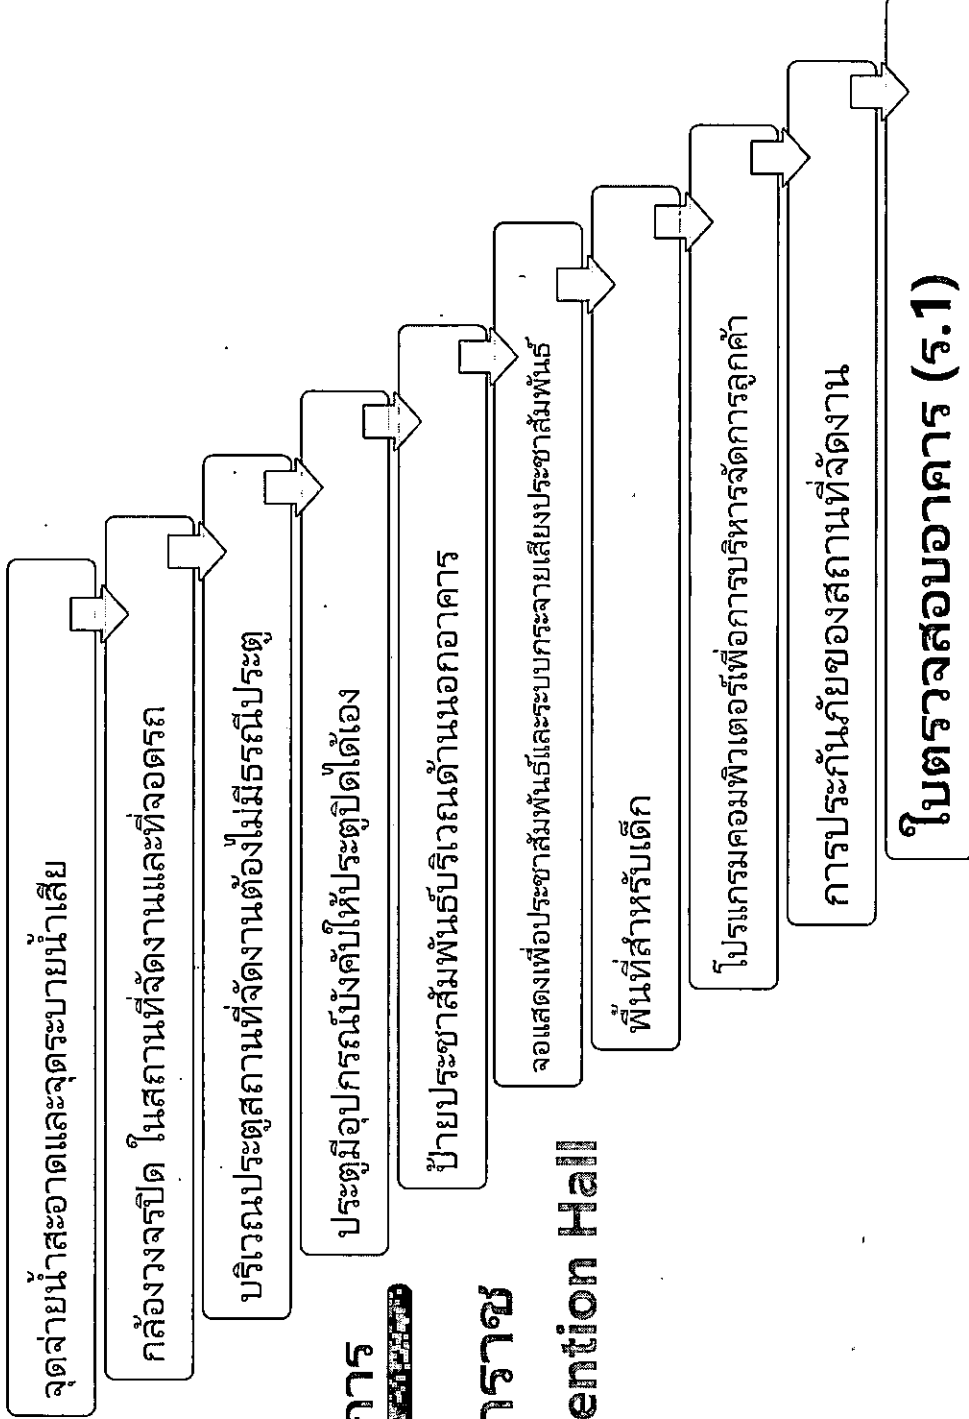 จุดจ่ายน้ำสะอาดและจุดระบายน้ำเสีย
กล้องวงจรปิด ในสถานที่จัดงานและที่จอดรถ
บริเวณประตูสถานที่จัดงานต้องไม่มีธรณีประตู
ประตูมีอุปกรณ์บังคับให้ประตูปิดได้เอง
ป้ายประชาสัมพันธ์บริเวณด้านนอกอาคาร
จอแสดงเพื่อประชาสัมพันธ์และระบบกระจายเสียงประชาสัมพันธ์
พื้นที่สำหรับเด็ก
โปรแกรมคอมพิวเตอร์เพื่อการบริหารจัดการลูกค้า
การประกันภัยของสถานที่จัดงาน
ใบตรวจสอบอาคาร (ร.1)
การ
าราช
ention Hall